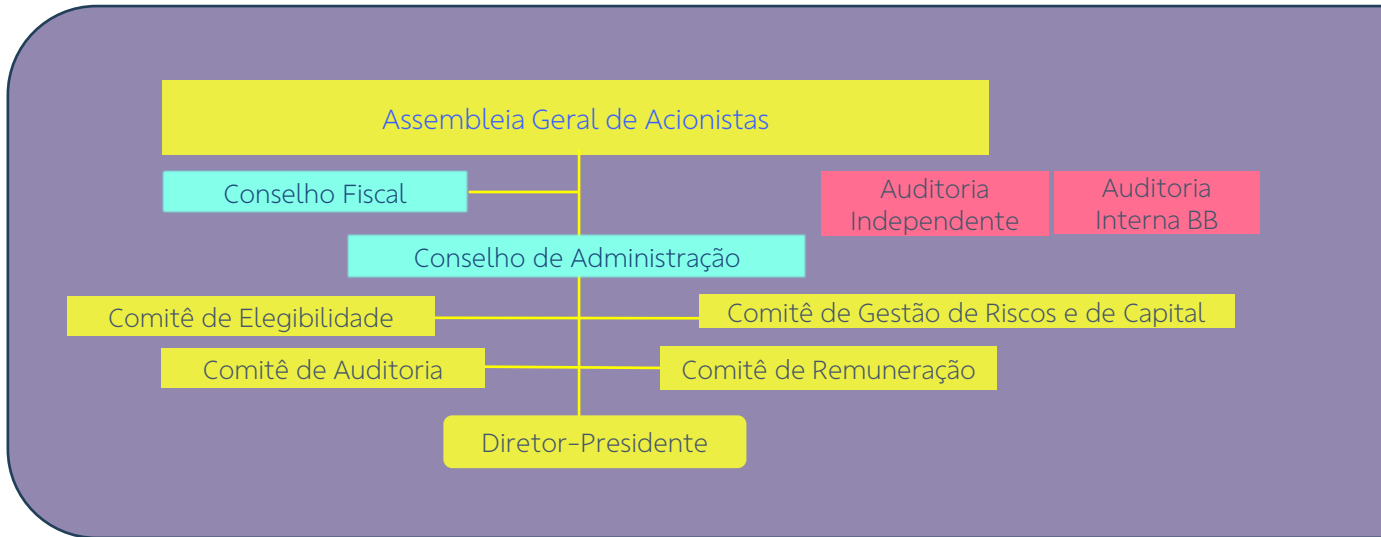 Assembleia Geral de Acionistas
Conselho Fiscal
Auditoria
Independente
Auditoria
Interna BB
Conselho de Administração
Comitê de Elegibilidade
Comitê de Gestão de Riscos e de Capital
Comitê de Auditoria
Comitê de Remuneração
Diretor-Presidente